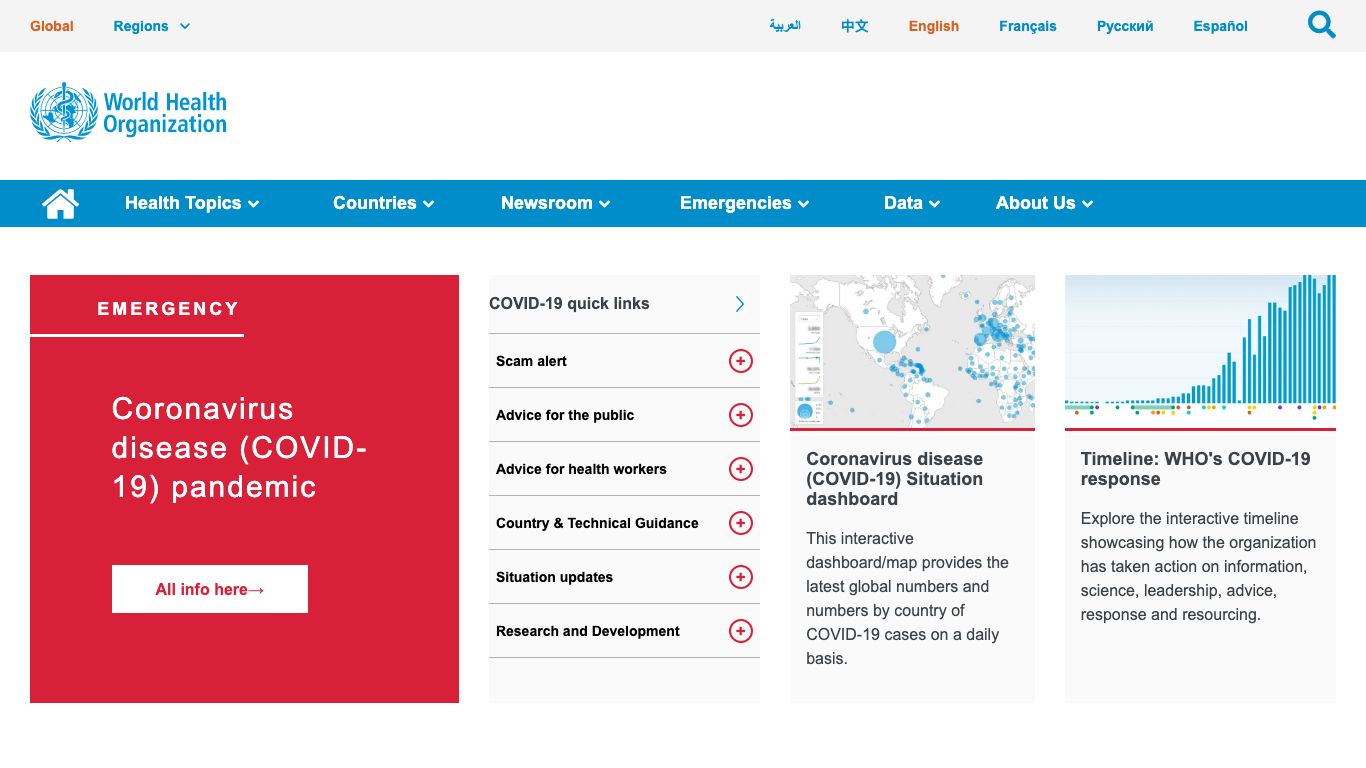 Global
Regions
العربية
中文
English
Français
Русский
Español
World Health
Organization
Health Topics
Countries
Newsroom
Emergencies
Data
About Us
EMERGENCY
Coronavirus
disease (COVID-
19) pandemic
All info here→
COVID-19 quick links
Scam alert
Advice for the public
Advice for health workers
Country & Technical Guidance
Situation updates
Research and Development
Coronavirus disease
(COVID-19) Situation
dashboard
This interactive
dashboard/map provides the
latest global numbers and
numbers by country of
COVID-19 cases on a daily
basis.
Timeline: WHO's COVID-19
response
Explore the interactive timeline
showcasing how the organization
has taken action on information,
science, leadership, advice,
response and resourcing.